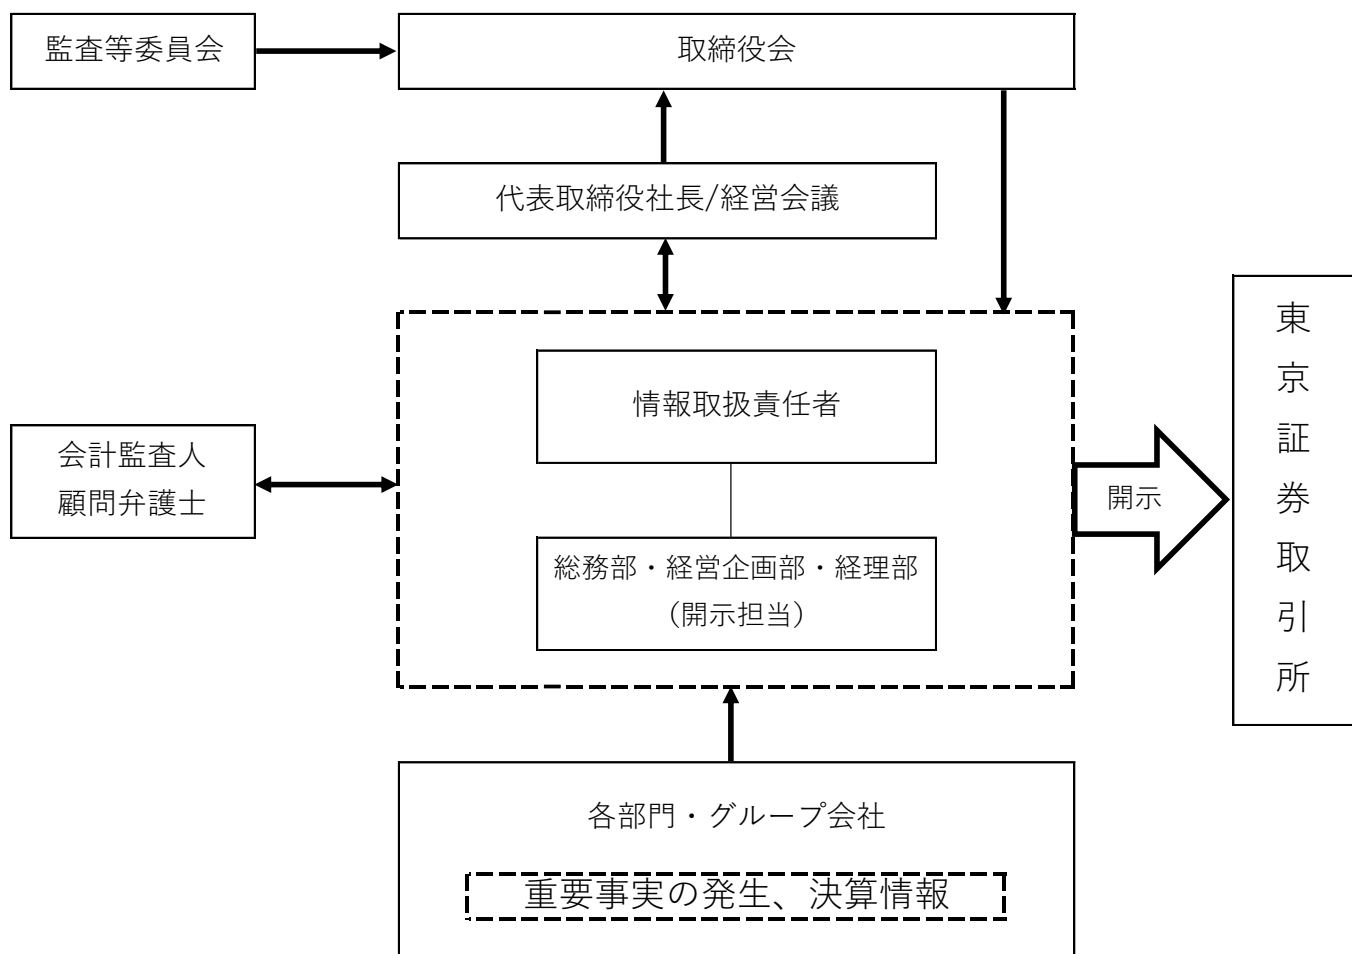 監査等委員会
取締役会
代表取締役社長/経営会議
情報取扱責任者
会計監査人
顧問弁護士
総務部・経営企画部・経理部
(開示担当)
開示
東京証券取引所
各部門・グループ会社
重要事実の発生、決算情報